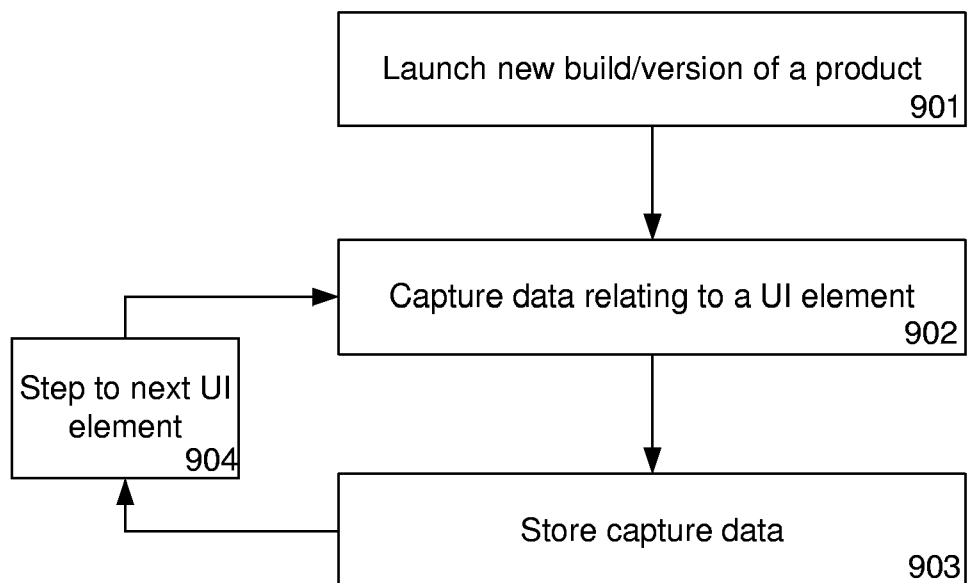 Launch new build/version of a product
901
Capture data relating to a UI element
902
Step to next UI
element
904
Store capture data
903